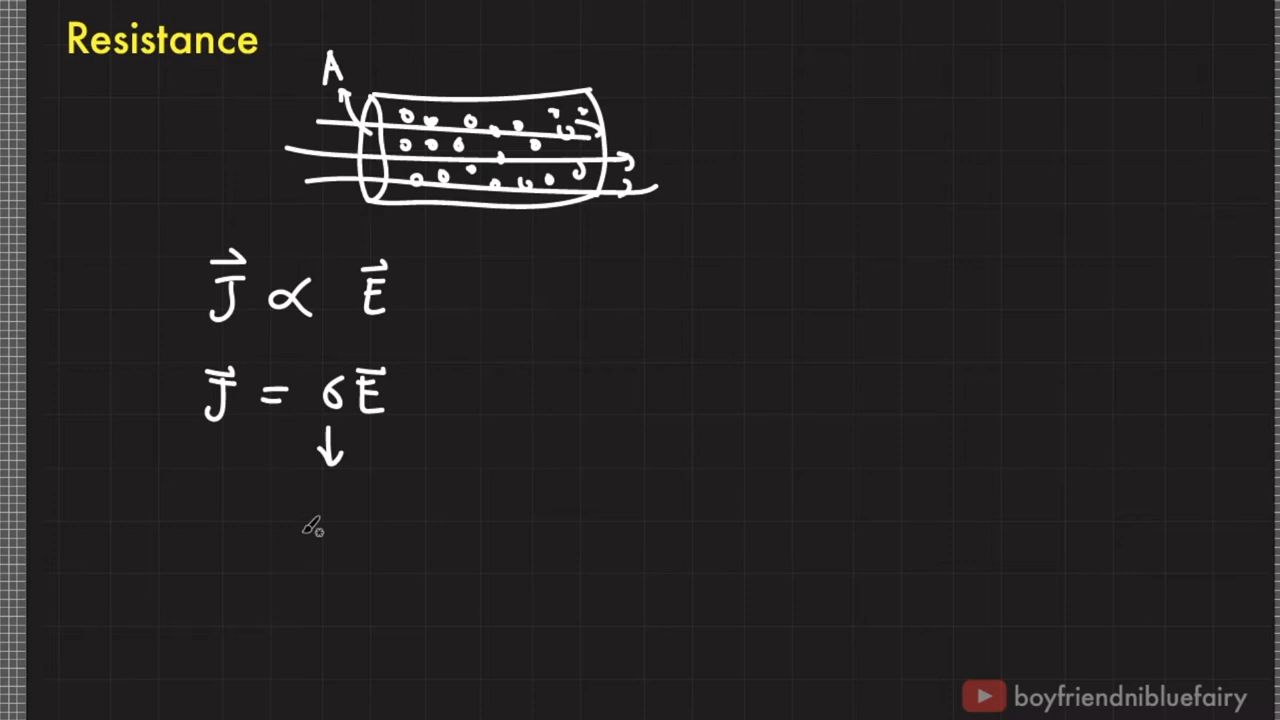 Resistance
A
J⃗ ∝ E⃗
J⃗ = σE⃗
↓
boyfriendnibluefairy